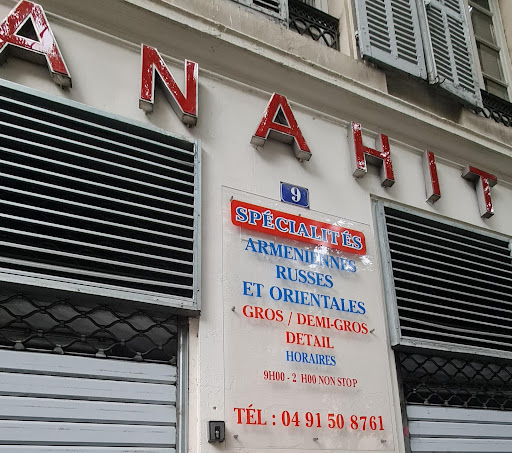 ANAHIT
9
SPÉCIALITÉS
ARMENIENNES
RUSSES
ET ORIENTALES
GROS / DEMI-GROS
DETAIL
HORAIRES
9H00 - 2 H00 NON STOP
TÉL : 04 91 50 8761